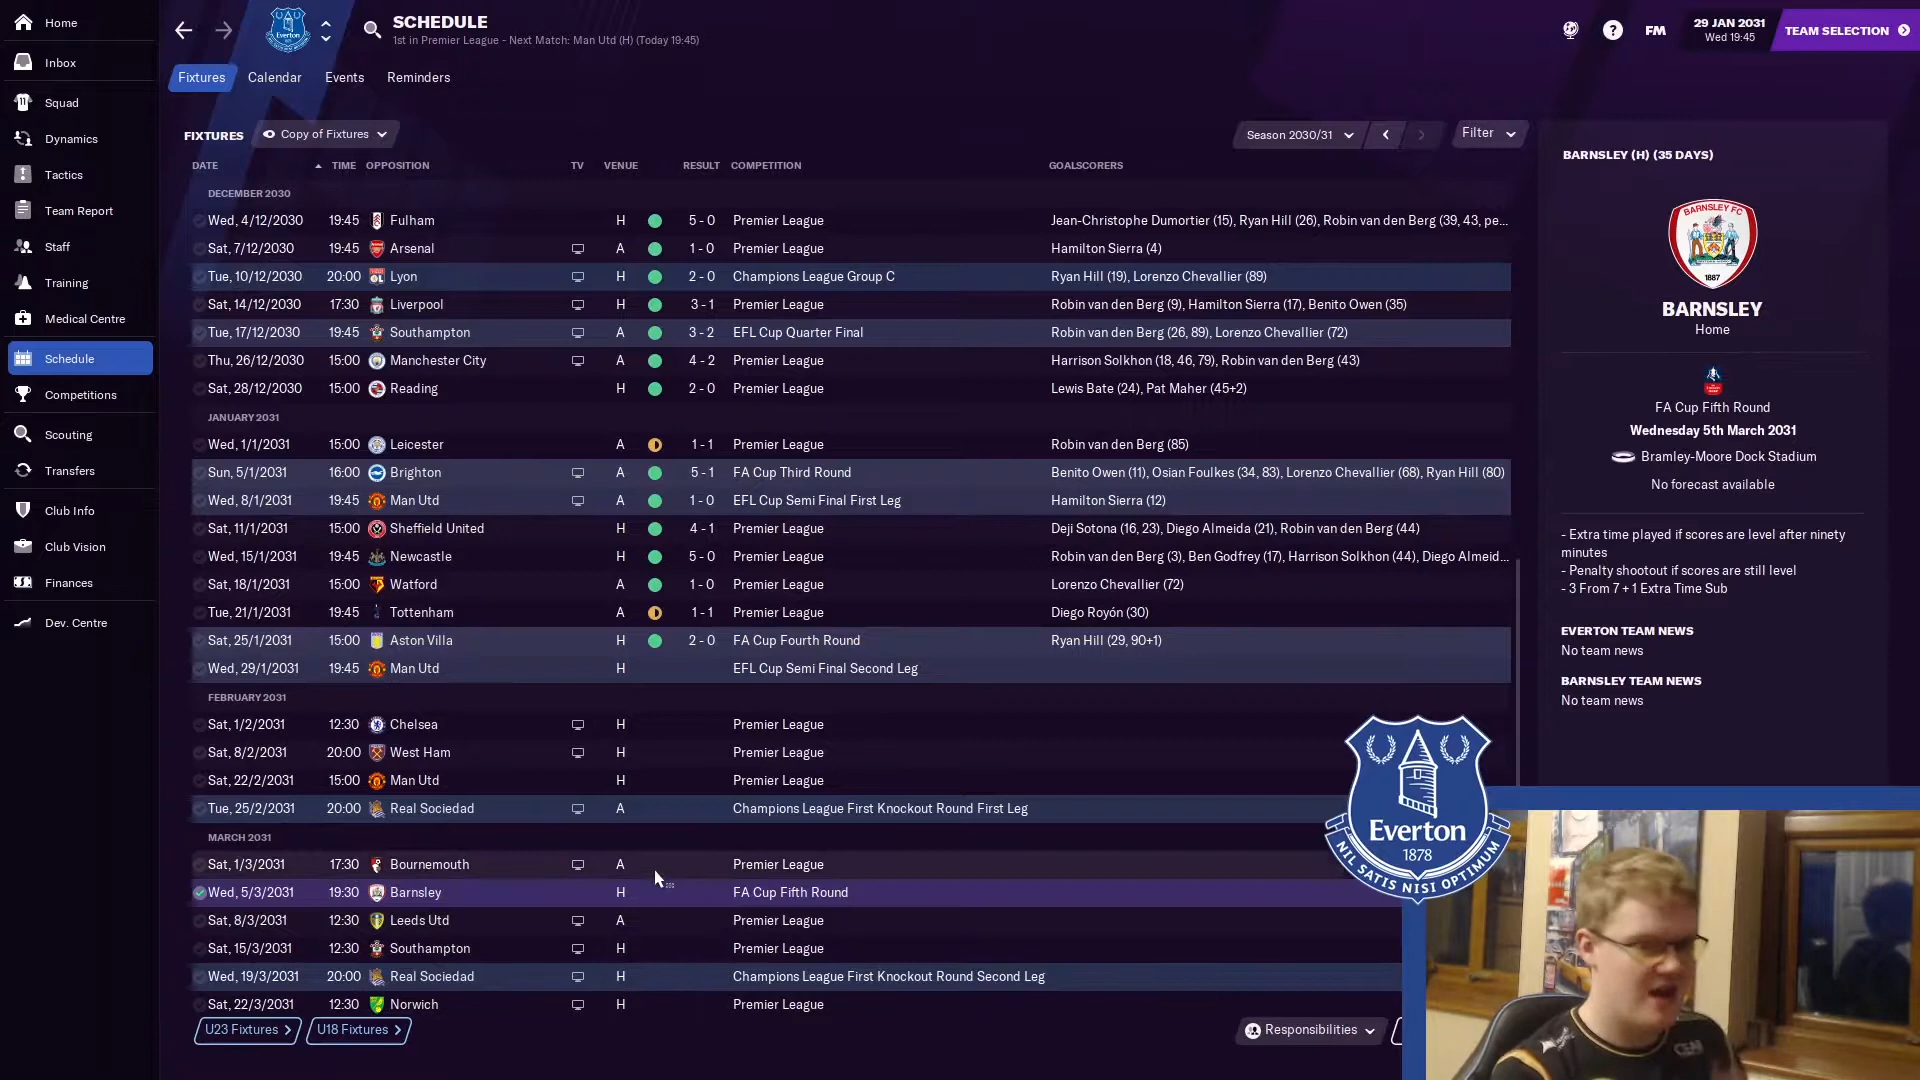 Home
Inbox
Squad
Dynamics
Tactics
Team Report
Staff
Training
Medical Centre
Schedule
Competitions
Scouting
Transfers
Club Info
Club Vision
Finances
Dev. Centre
Everton
SCHEDULE
1st in Premier League - Next Match: Man Utd (H) (Today 19:45)
? FM 29 JAN 2031 TEAM SELECTION
Wed 19:45
Fixtures Calendar Events Reminders
FIXTURES Copy of Fixtures Season 2030/31 Filter
DATE TIME OPPOSITION TV VENUE RESULT COMPETITION GOALSCORERS
DECEMBER 2030
Wed, 4/12/2030 19:45 Fulham H 5 - 0 Premier League Jean-Christophe Dumortier (15), Ryan Hill (26), Robin van den Berg (39, 43, pe...
Sat, 7/12/2030 19:45 Arsenal A 1 - 0 Premier League Hamilton Sierra (4)
Tue, 10/12/2030 20:00 Lyon H 2 - 0 Champions League Group C Ryan Hill (19), Lorenzo Chevallier (89)
Sat, 14/12/2030 17:30 Liverpool H 3 - 1 Premier League Robin van den Berg (9), Hamilton Sierra (17), Benito Owen (35)
Tue, 17/12/2030 19:45 Southampton A 3 - 2 EFL Cup Quarter Final Robin van den Berg (26, 89), Lorenzo Chevallier (72)
Thu, 26/12/2030 15:00 Manchester City A 4 - 2 Premier League Harrison Solkhon (18, 46, 79), Robin van den Berg (43)
Sat, 28/12/2030 15:00 Reading H 2 - 0 Premier League Lewis Bate (24), Pat Maher (45+2)
JANUARY 2031
Wed, 1/1/2031 15:00 Leicester A 1 - 1 Premier League Robin van den Berg (85)
Sun, 5/1/2031 16:00 Brighton A 5 - 1 FA Cup Third Round Benito Owen (11), Osian Foulkes (34, 83), Lorenzo Chevallier (68), Ryan Hill (80)
Wed, 8/1/2031 19:45 Man Utd A 1 - 0 EFL Cup Semi Final First Leg Hamilton Sierra (12)
Sat, 11/1/2031 15:00 Sheffield United H 4 - 1 Premier League Deji Sotona (16, 23), Diego Almeida (21), Robin van den Berg (44)
Wed, 15/1/2031 19:45 Newcastle H 5 - 0 Premier League Robin van den Berg (3), Ben Godfrey (17), Harrison Solkhon (44), Diego Almeid...
Sat, 18/1/2031 15:00 Watford A 1 - 0 Premier League Lorenzo Chevallier (72)
Tue, 21/1/2031 19:45 Tottenham A 1 - 1 Premier League Diego Royón (30)
Sat, 25/1/2031 15:00 Aston Villa H 2 - 0 FA Cup Fourth Round Ryan Hill (29, 90+1)
Wed, 29/1/2031 19:45 Man Utd H EFL Cup Semi Final Second Leg
FEBRUARY 2031
Sat, 1/2/2031 12:30 Chelsea H Premier League
Sat, 8/2/2031 20:00 West Ham H Premier League
Sat, 22/2/2031 15:00 Man Utd H Premier League
Tue, 25/2/2031 20:00 Real Sociedad A Champions League First Knockout Round First Leg
MARCH 2031
Sat, 1/3/2031 17:30 Bournemouth A Premier League
Wed, 5/3/2031 19:30 Barnsley H FA Cup Fifth Round
Sat, 8/3/2031 12:30 Leeds Utd A Premier League
Sat, 15/3/2031 12:30 Southampton H Premier League
Wed, 19/3/2031 20:00 Real Sociedad H Champions League First Knockout Round Second Leg
Sat, 22/3/2031 12:30 Norwich H Premier League
U23 Fixtures U18 Fixtures Responsibilities
BARNSLEY (H) (35 DAYS)
BARNSLEY FC
1887
BARNSLEY
Home
FA Cup Fifth Round
Wednesday 5th March 2031
Bramley-Moore Dock Stadium
No forecast available
- Extra time played if scores are level after ninety
minutes
- Penalty shootout if scores are still level
- 3 From 7 + 1 Extra Time Sub
EVERTON TEAM NEWS
No team news
BARNSLEY TEAM NEWS
No team news
Everton
1878
NIL SATIS NISI OPTIMUM